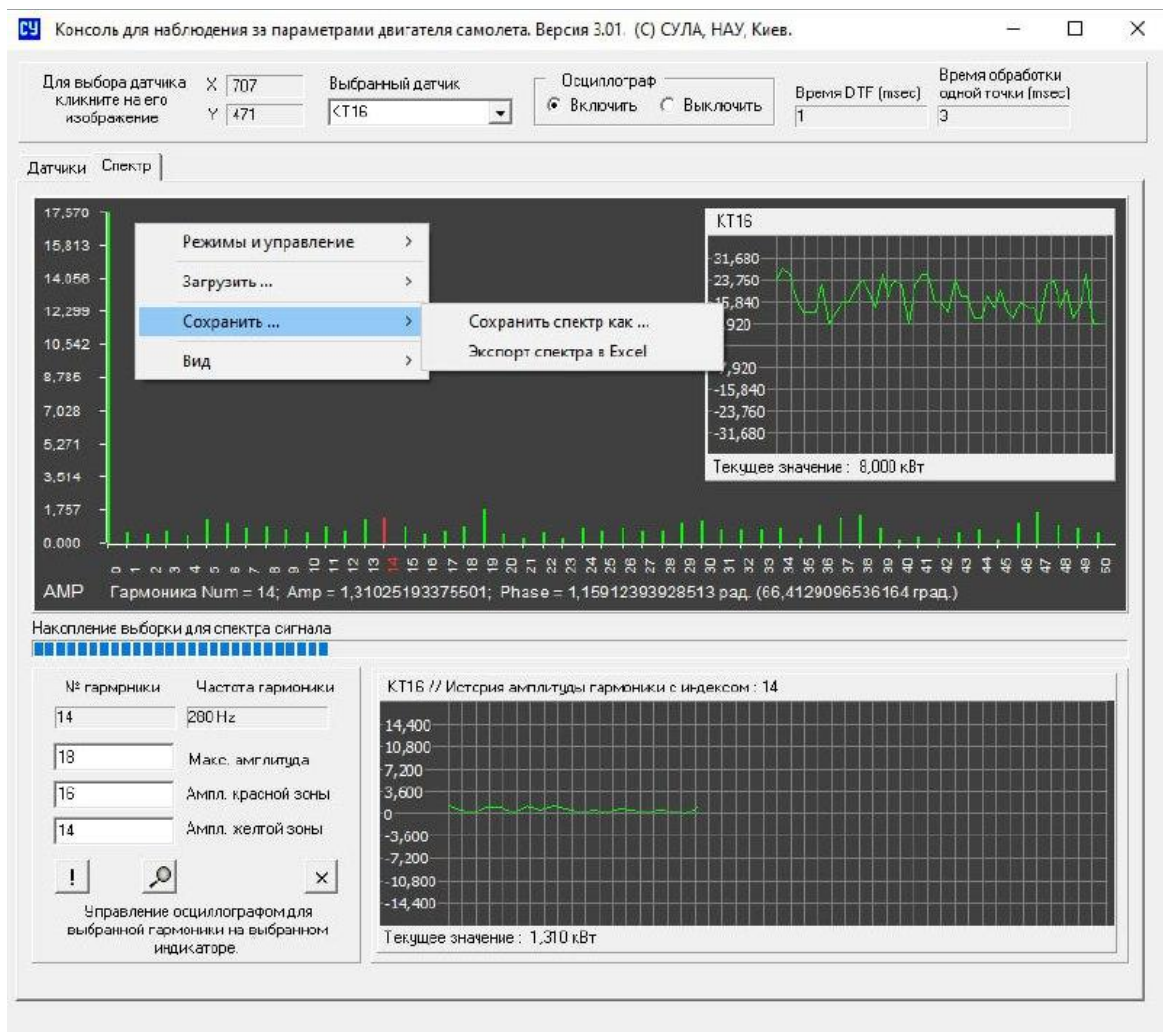 СУ Консоль для наблюдения за параметрами двигателя самолета. Версия 3.01. (С) СУЛА, НАУ, Киев.
Для выбора датчика
кликните на его
изображение
X 707
Y 471
Выбранный датчик
КТ16
Осциллограф
Включить Выключить
Время DTF (msec)
1
Время обработки
одной точки (msec)
3
Датчики Спектр
17,570
15,813
14,056
12,299
10,542
8,785
7,028
5,271
3,514
1,757
0,000
Режимы и управление
Загрузить ...
Сохранить ...
Вид
Сохранить спектр как ...
Экспорт спектра в Excel
КТ16
31,680
23,760
15,840
,920
7,920
-15,840
-23,760
-31,680
Текущее значение : 8,000 кВт
0 1 2 3 4 5 6 7 8 9 10 11 12 13 14 15 16 17 18 19 20 21 22 23 24 25 26 27 28 29 30 31 32 33 34 35 36 37 38 39 40 41 42 43 44 45 46 47 48 49 50
AMP Гармоника Num = 14; Amp = 1,31025193375501; Phase = 1,15912393928513 рад. (66,4129096536164 град.)
Накопление выборки для спектра сигнала
№ гармрники Частота гармоники
14 280 Hz
18 Макс. амплитуда
16 Ампл. красной зоны
14 Ампл. желтой зоны
!
Управление осциллографом для
выбранной гармоники на выбранном
индикаторе.
КТ16 // История амплитуды гармоники с индексом : 14
14,400
10,800
7,200
3,600
0
-3,600
-7,200
-10,800
-14,400
Текущее значение : 1,310 кВт